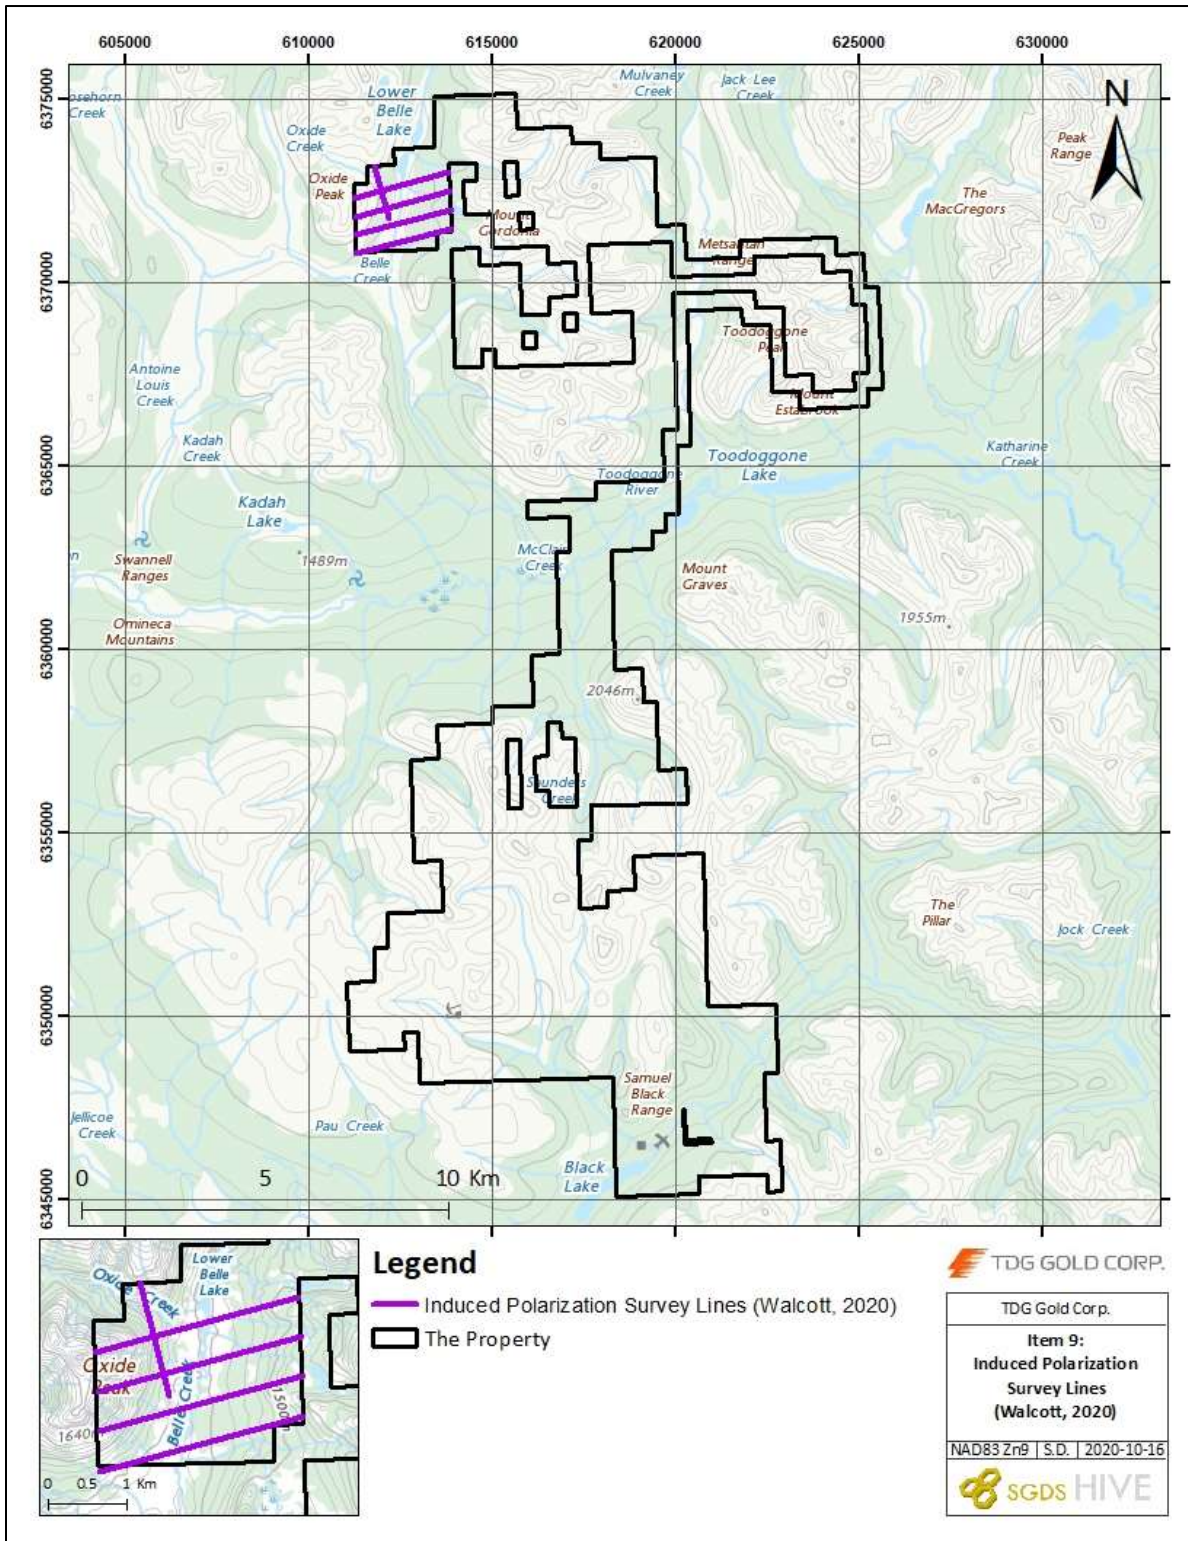 605000
610000
615000
620000
625000
630000
6375000
6370000
6365000
6360000
6355000
6350000
6345000
N
Lower
Belle
Lake
Mulvaney
Creek
Jack Lee
Creek
osehorn
Creek
Oxide
Creek
Peak
Range
Oxide
Peak
The
MacGregors
Mount
Gordonia
Metsantan
Range
Belle
Creek
Toodoggone
Peak
Antoine
Louis
Creek
Mount
Estabrook
Kadah
Creek
Toodoggone
Lake
Katharine
Creek
Toodoggone
River
Kadah
Lake
McClair
Creek
1489m
Swannell
Ranges
Mount
Graves
1955m
Omineca
Mountains
2046m
Saunders
Creek
The
Pillar
Jock Creek
Samuel
Black
Range
Jellicoe
Creek
Pau Creek
Black
Lake
0 5 10 Km
Oxide Creek
Lower
Belle
Lake
Oxide
Peak
Belle Creek
1500m
1640m
0 0.5 1 Km
Legend
Induced Polarization Survey Lines (Walcott, 2020)
The Property
TDG GOLD CORP.
TDG Gold Corp.
Item 9:
Induced Polarization
Survey Lines
(Walcott, 2020)
NAD83 Zn9 S.D. 2020-10-16
SGDS HIVE